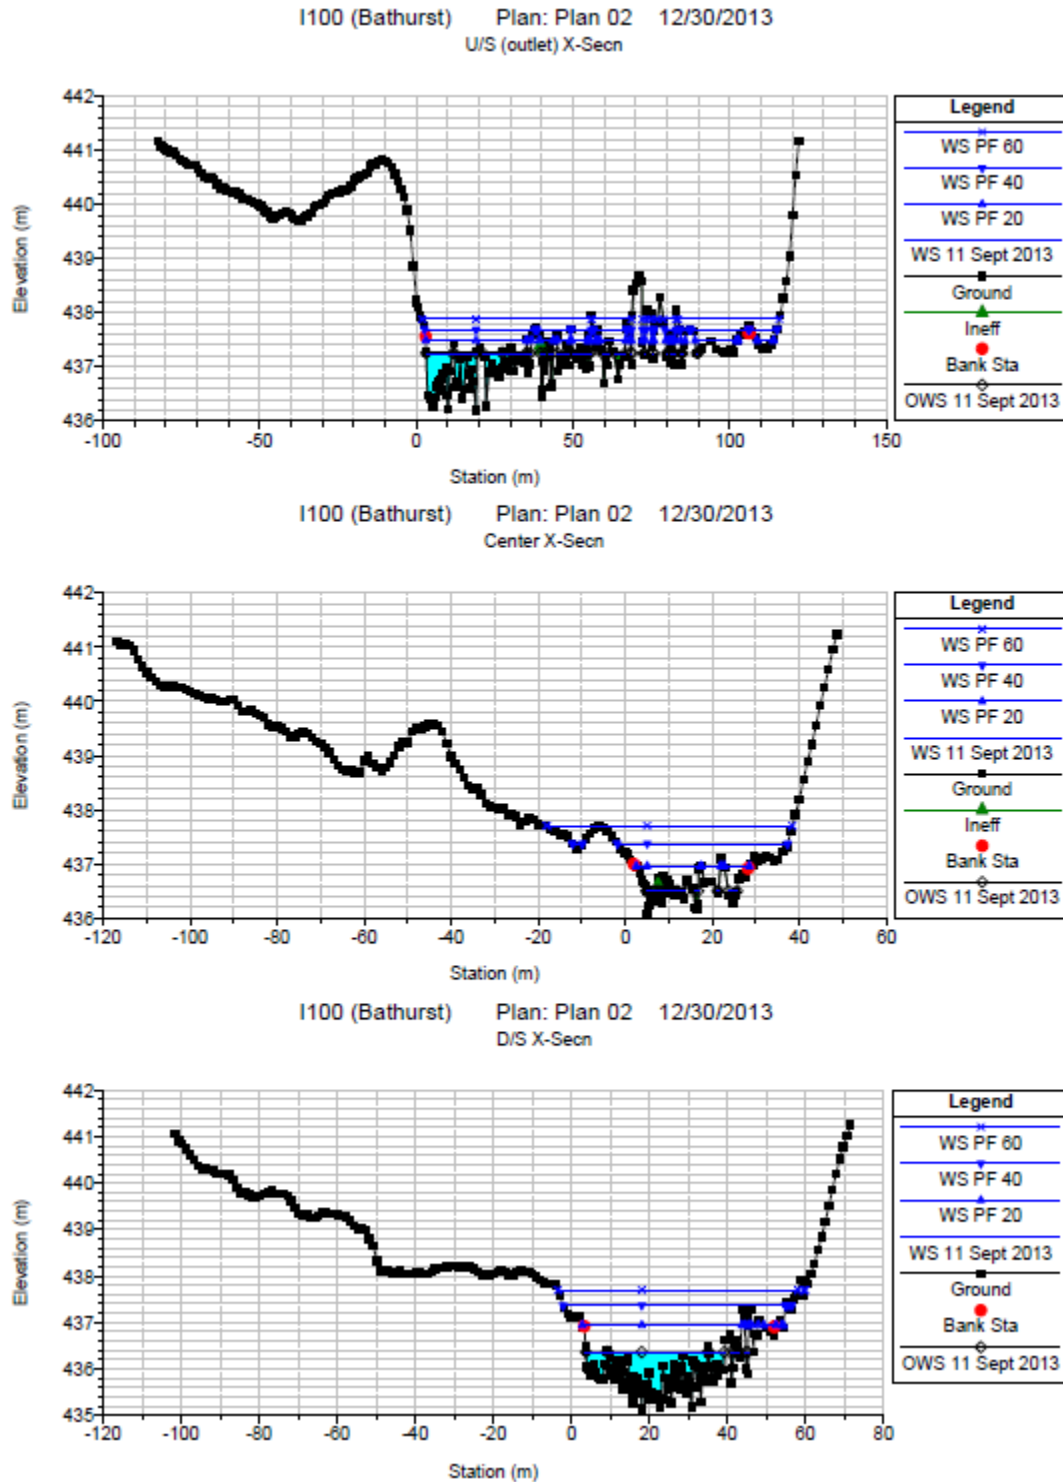 I100 (Bathurst) Plan: Plan 02 12/30/2013
U/S (outlet) X-Secn
Elevation (m)
442
441
440
439
438
437
436
-100 -50 0 50 100 150
Station (m)
Legend
WS PF 60
WS PF 40
WS PF 20
WS 11 Sept 2013
Ground
Ineff
Bank Sta
OWS 11 Sept 2013
I100 (Bathurst) Plan: Plan 02 12/30/2013
Center X-Secn
Elevation (m)
442
441
440
439
438
437
436
-120 -100 -80 -60 -40 -20 0 20 40 60
Station (m)
Legend
WS PF 60
WS PF 40
WS PF 20
WS 11 Sept 2013
Ground
Ineff
Bank Sta
OWS 11 Sept 2013
I100 (Bathurst) Plan: Plan 02 12/30/2013
D/S X-Secn
Elevation (m)
442
441
440
439
438
437
436
435
-120 -100 -80 -60 -40 -20 0 20 40 60 80
Station (m)
Legend
WS PF 60
WS PF 40
WS PF 20
WS 11 Sept 2013
Ground
Bank Sta
OWS 11 Sept 2013